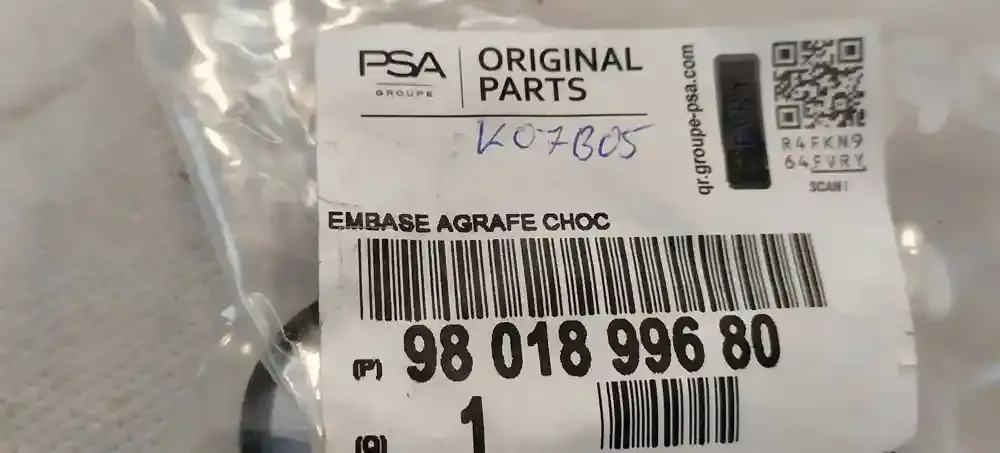 PSA
GROUPE
ORIGINAL
PARTS
K07B05
qr.groupe-psa.com
R4FKN9
64FVRY
SCAN!
EMBASE AGRAFE CHOC
(P) 98 018 996 80
(Q) 1